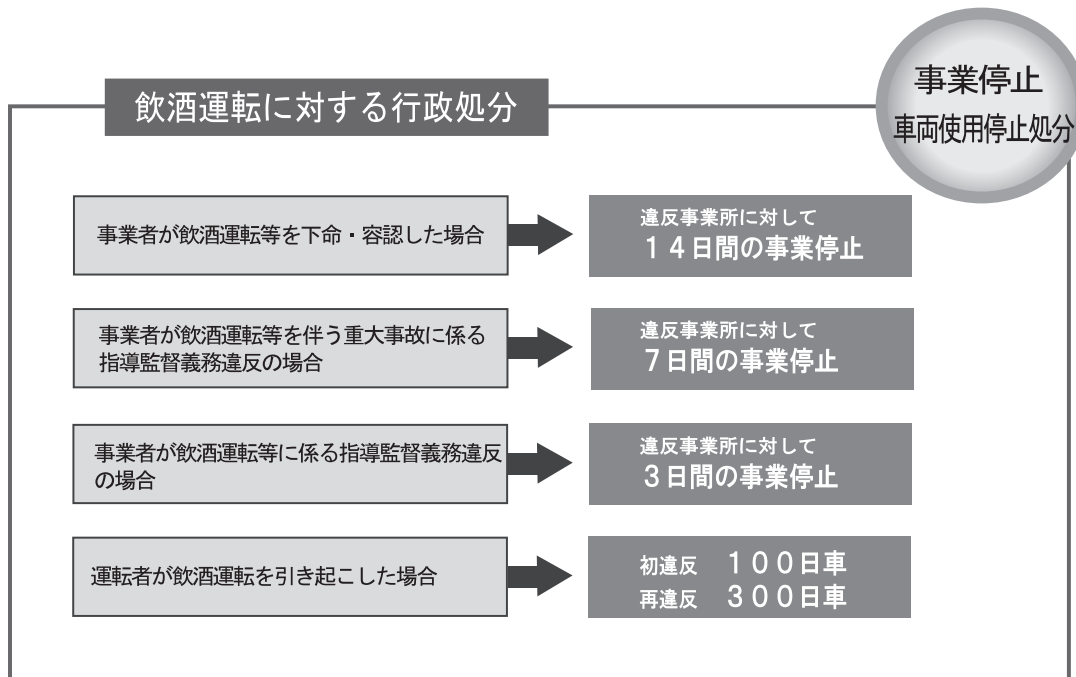 事業停止
車両使用停止処分
飲酒運転に対する行政処分
事業者が飲酒運転等を下命・容認した場合
違反事業所に対して
１４日間の事業停止
事業者が飲酒運転等を伴う重大事故に係る
指導監督義務違反の場合
違反事業所に対して
７日間の事業停止
事業者が飲酒運転等に係る指導監督義務違反
の場合
違反事業所に対して
３日間の事業停止
運転者が飲酒運転を引き起こした場合
初違反　１００日車
再違反　３００日車